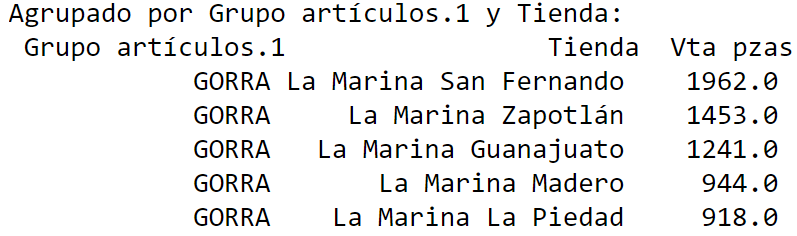 Agrupado por Grupo artículos.1 y Tienda:
Grupo artículos.1 Tienda Vta pzas
GORRA La Marina San Fernando 1962.0
GORRA La Marina Zapotlán 1453.0
GORRA La Marina Guanajuato 1241.0
GORRA La Marina Madero 944.0
GORRA La Marina La Piedad 918.0